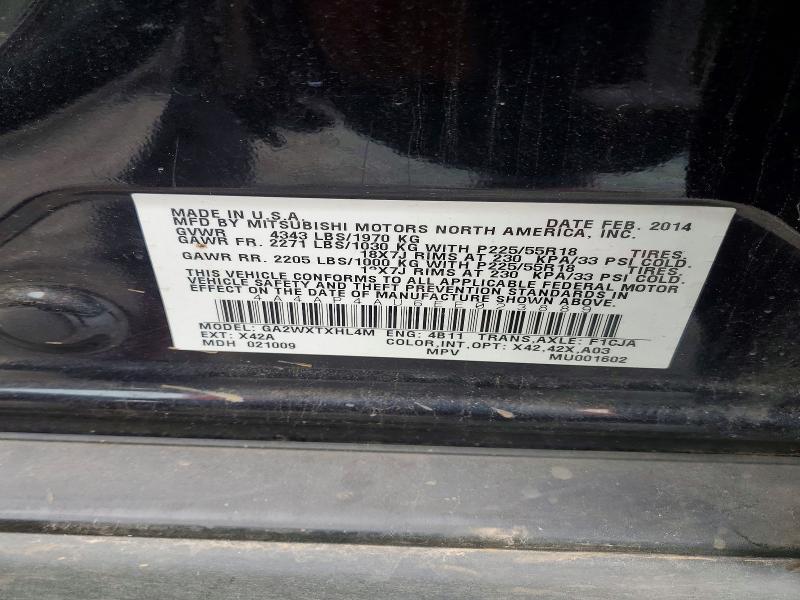 MADE IN U.S.A. DATE FEB. 2014
MFD BY MITSUBISHI MOTORS NORTH AMERICA, INC.
GVWR 4343 LBS/1970 KG
GAWR FR. 2271 LBS/1030 KG WITH P225/55R18 TIRES.
18X7J RIMS AT 230 KPA/33 PSI COLD.
GAWR RR. 2205 LBS/1000 KG WITH P225/55R18 TIRES
RIMS AT 230 KPA/33 PSI COLD.
THIS VEHICLE CONFORMS TO ALL APPLICABLE FEDERAL MOTOR
VEHICLE SAFETY AND THEFT PREVENTION STANDARDS IN
EFFECT ON THE DATE OF MANUFACTURE SHOWN ABOVE.
MODEL: GA2WXTXHL4M ENG: 4B11 TRANS,AXLE: F1CJA
EXT: X42A COLOR,INT,OPT: X42,42X,A03
MDH 021009 MPV MU001602